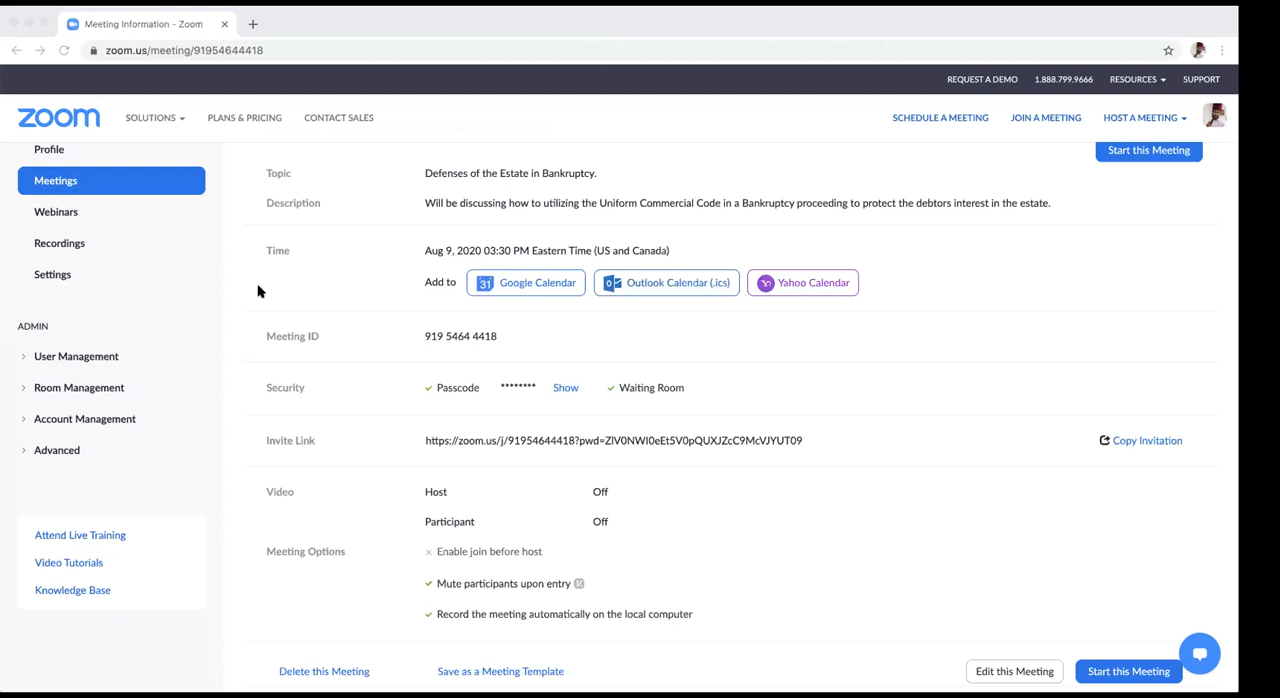 Meeting Information - Zoom
zoom.us/meeting/91954644418
REQUEST A DEMO 1.888.799.9666 RESOURCES SUPPORT
zoom SOLUTIONS PLANS & PRICING CONTACT SALES SCHEDULE A MEETING JOIN A MEETING HOST A MEETING
Profile
Meetings
Webinars
Recordings
Settings
ADMIN
User Management
Room Management
Account Management
Advanced
Attend Live Training
Video Tutorials
Knowledge Base
Start this Meeting
Topic Defenses of the Estate in Bankruptcy.
Description Will be discussing how to utilizing the Uniform Commercial Code in a Bankruptcy proceeding to protect the debtors interest in the estate.
Time Aug 9, 2020 03:30 PM Eastern Time (US and Canada)
Add to 31 Google Calendar Outlook Calendar (.ics) Yahoo Calendar
Meeting ID 919 5464 4418
Security Passcode ******** Show Waiting Room
Invite Link https://zoom.us/j/91954644418?pwd=ZlV0NWI0eEt5V0pQUXJZcC9McVJYUT09 Copy Invitation
Video Host Off
Participant Off
Meeting Options Enable join before host
Mute participants upon entry
Record the meeting automatically on the local computer
Delete this Meeting Save as a Meeting Template Edit this Meeting Start this Meeting